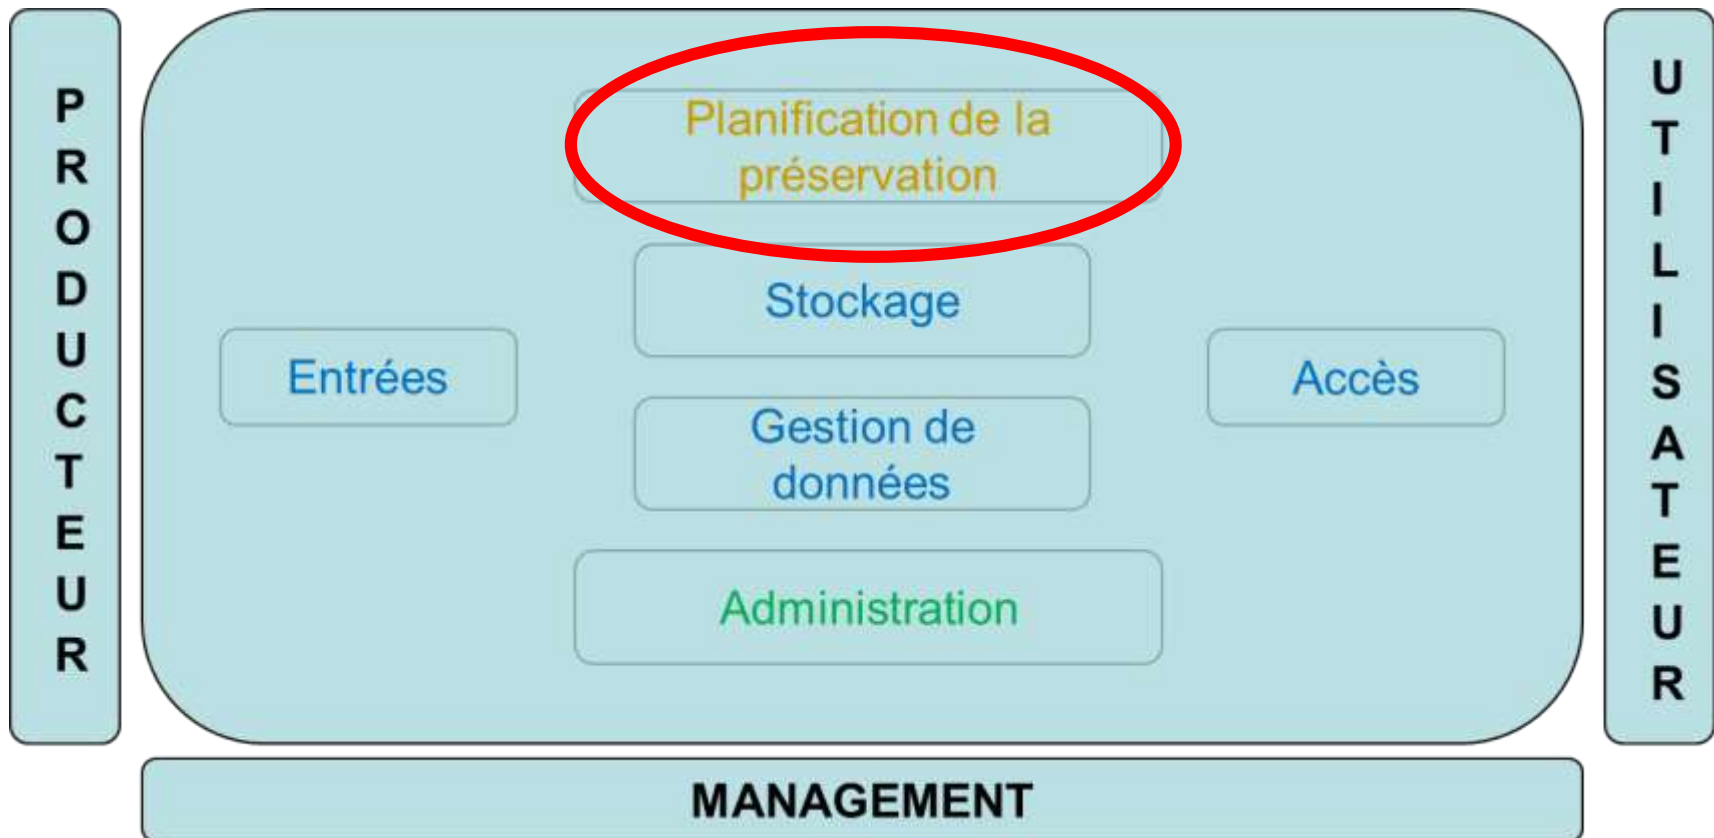 PRODUCTEUR
Planification de la
préservation
Stockage
Entrées
Accès
Gestion de
données
Administration
UTILISATEUR
MANAGEMENT